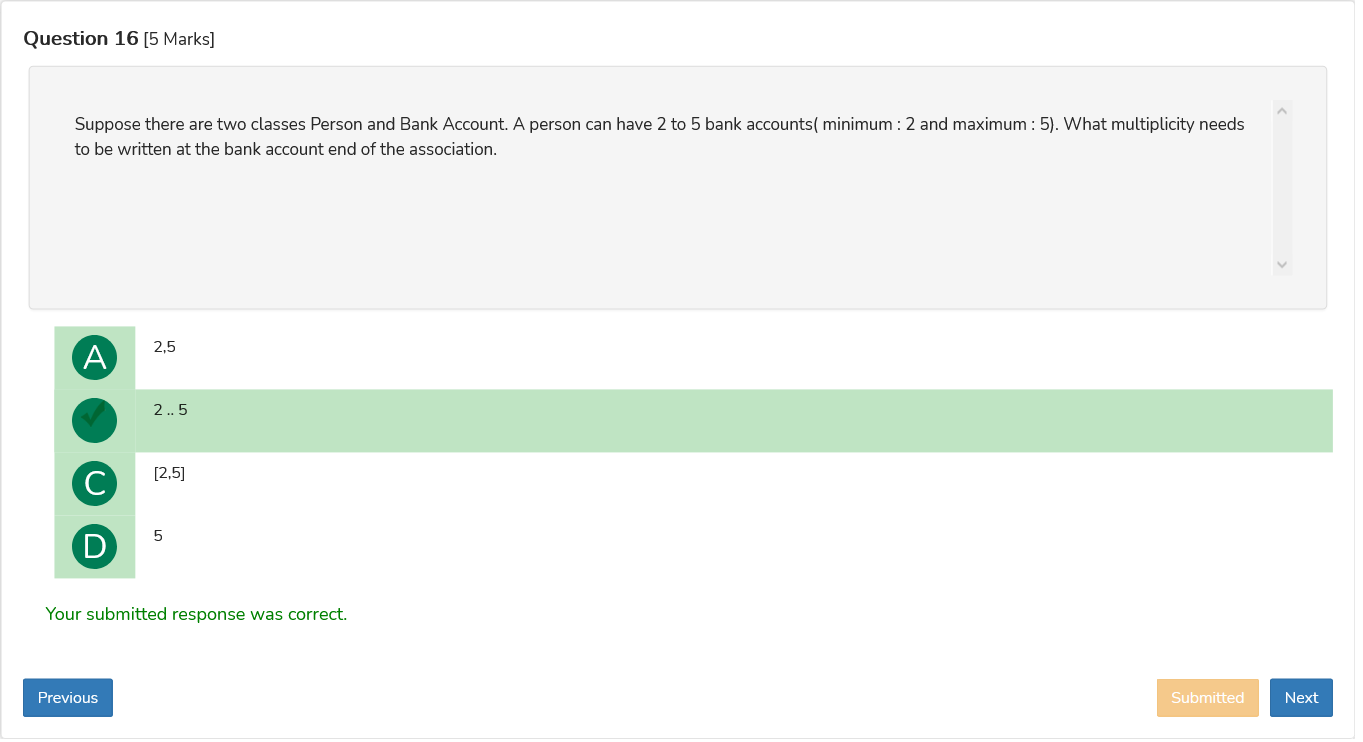 Question 16 [5 Marks]
Suppose there are two classes Person and Bank Account. A person can have 2 to 5 bank accounts( minimum : 2 and maximum : 5). What multiplicity needs
to be written at the bank account end of the association.
A 2,5
2 .. 5
C [2,5]
D 5
Your submitted response was correct.
Previous Submitted Next